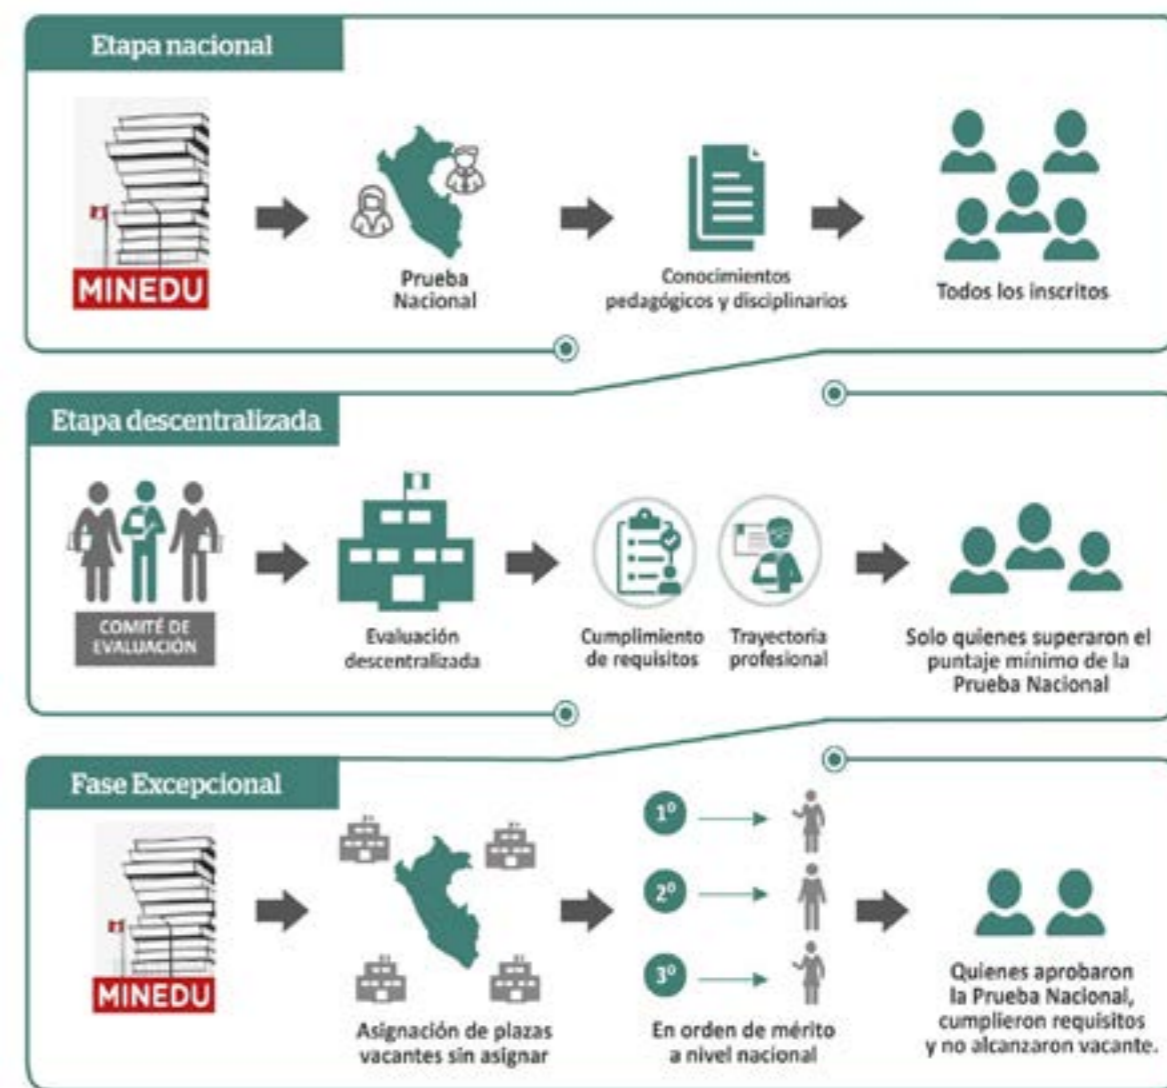 Etapa nacional
MINEDU
Prueba
Nacional
Conocimientos
pedagógicos y disciplinarios
Todos los inscritos
Etapa descentralizada
COMITÉ DE
EVALUACIÓN
Evaluación
descentralizada
Cumplimiento
de requisitos
Trayectoria
profesional
Solo quienes superaron el
puntaje mínimo de la
Prueba Nacional
Fase Excepcional
MINEDU
Asignación de plazas
vacantes sin asignar
1º
2º
3º
En orden de mérito
a nivel nacional
Quienes aprobaron
la Prueba Nacional,
cumplieron requisitos
y no alcanzaron vacante.